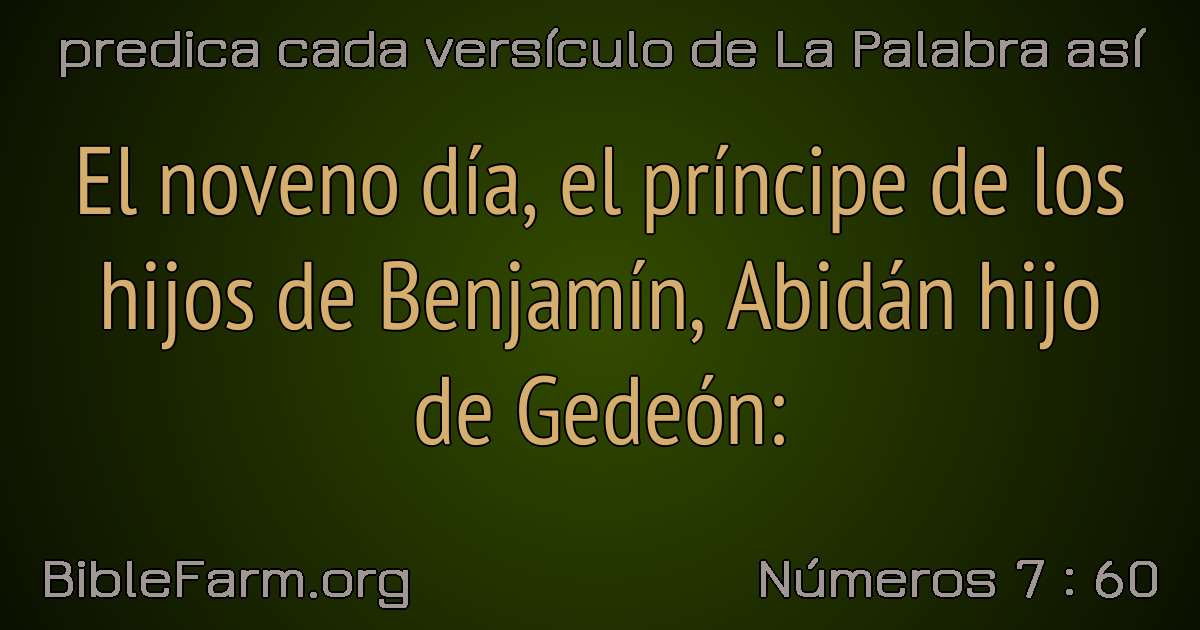 predica cada versículo de La Palabra así
El noveno día, el príncipe de los
hijos de Benjamín, Abidán hijo
de Gedeón:
BibleFarm.org
Números 7 : 60